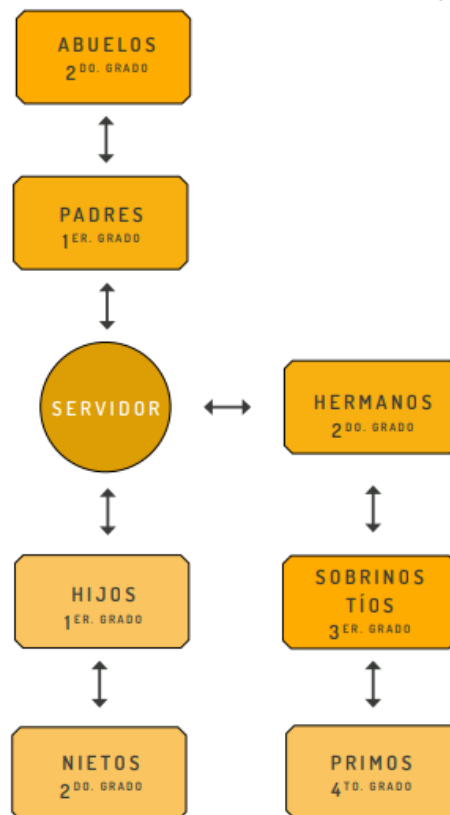 ABUELOS
2DO. GRADO
PADRES
1ER. GRADO
SERVIDOR
HERMANOS
2DO. GRADO
HIJOS
1ER. GRADO
SOBRINOS
TÍOS
3ER. GRADO
NIETOS
2DO. GRADO
PRIMOS
4TO. GRADO